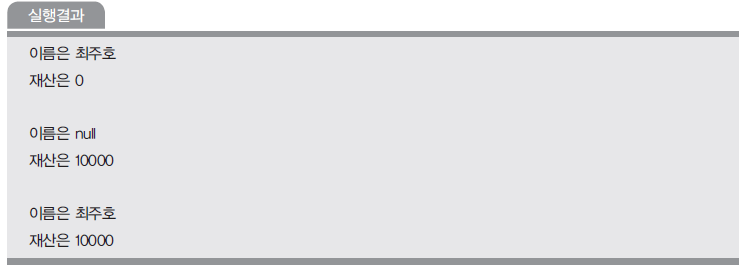 실행결과
이름은 최주호
재산은 0
이름은 null
재산은 10000
이름은 최주호
재산은 10000